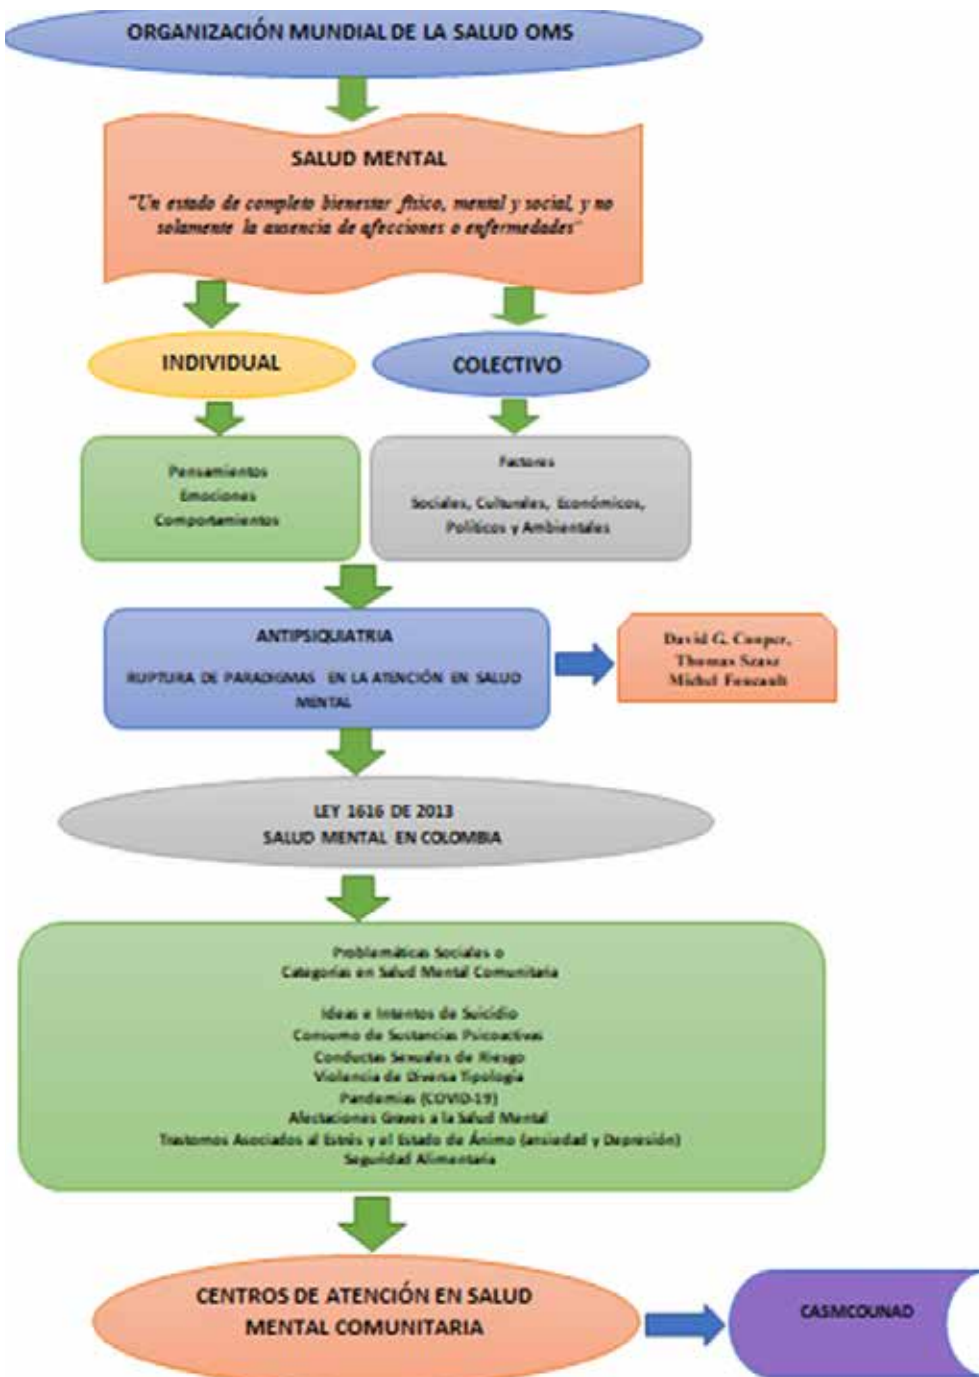 ORGANIZACIÓN MUNDIAL DE LA SALUD OMS
SALUD MENTAL
"Un estado de completo bienestar físico, mental y social, y no
solamente la ausencia de afecciones o enfermedades"
INDIVIDUAL
COLECTIVO
Pensamientos
Emociones
Comportamientos
Factores
Sociales, Culturales, Económicos,
Políticos y Ambientales
ANTIPSIQUIATRIA
RUPTURA DE PARADIGMAS EN LA ATENCIÓN EN SALUD
MENTAL
David G. Cooper,
Thomas Szasz
Michel Foucault
LEY 1616 DE 2013
SALUD MENTAL EN COLOMBIA
Problemáticas Sociales o
Categorías en Salud Mental Comunitaria
Ideas e Intentos de Suicidio
Consumo de Sustancias Psicoactivas
Conductas Sexuales de Riesgo
Violencia de Diversa Tipología
Pandemias (COVID-19)
Afectaciones Graves a la Salud Mental
Trastornos Asociados al Estrés y el Estado de Ánimo (ansiedad y Depresión)
Seguridad Alimentaria
CENTROS DE ATENCIÓN EN SALUD
MENTAL COMUNITARIA
CASMCOUNAD